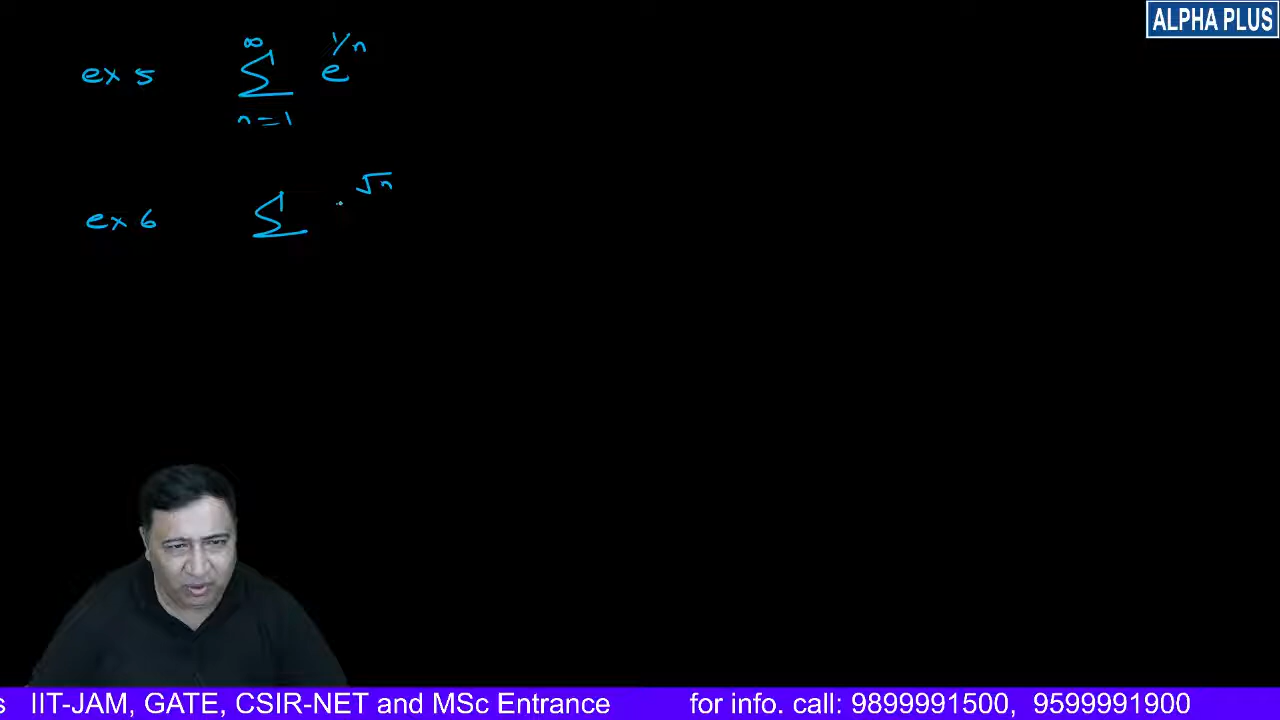 ALPHA PLUS
ex 5 ∞ Σ n=1 e^1/n
ex 6 Σ √n
s IIT-JAM, GATE, CSIR-NET and MSc Entrance for info. call: 9899991500, 9599991900